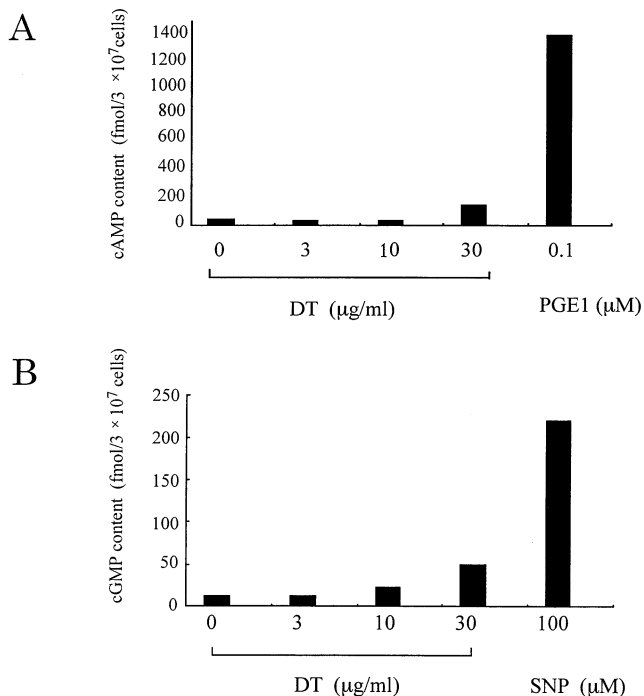 A
cAMP content (fmol/3 ×10⁷cells)
1400
1200
1000
800
600
400
200
0
0 3 10 30 0.1
DT (μg/ml) PGE1 (μM)
B
cGMP content (fmol/3 × 10⁷ cells)
250
200
150
100
50
0
0 3 10 30 100
DT (μg/ml) SNP (μM)